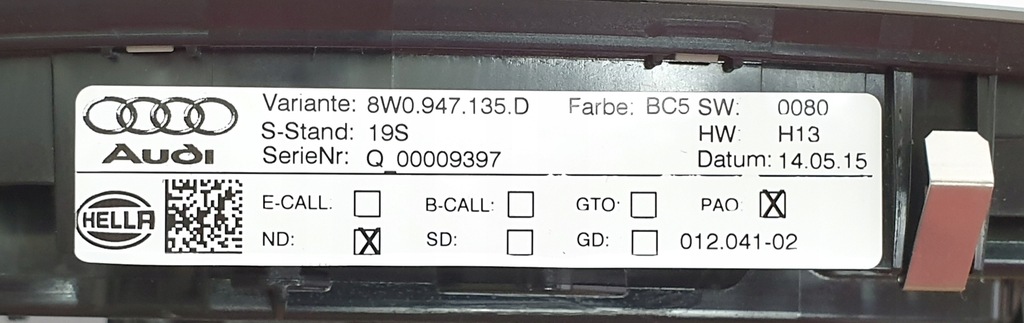 Audi
Variante: 8W0.947.135.D Farbe: BC5 SW: 0080
S-Stand: 19S HW: H13
SerieNr: Q_00009397 Datum: 14.05.15
HELLA
E-CALL: B-CALL: GTO: PAO: X
ND: X SD: GD: 012.041-02